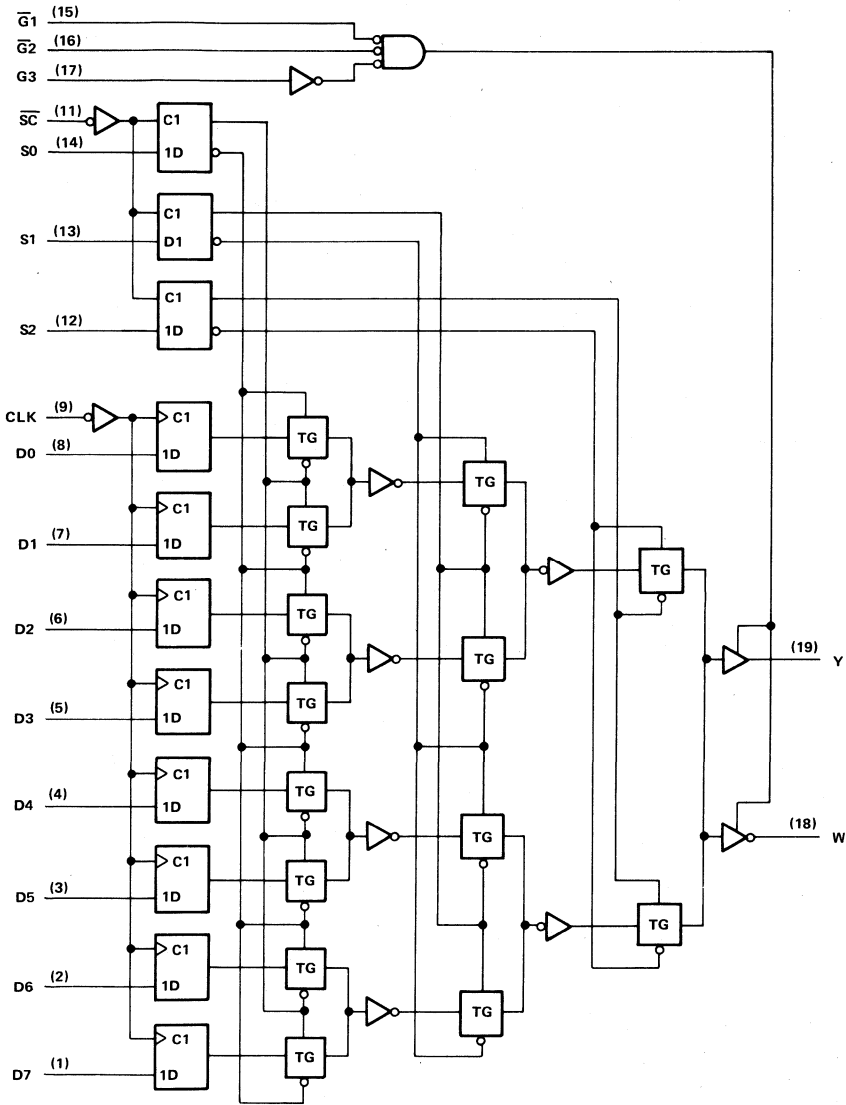 G̅1 (15)
G̅2 (16)
G3 (17)
S̅C̅ (11) C1
S0 (14) 1D
C1
S1 (13) D1
C1
S2 (12) 1D
CLK (9) C1
D0 (8) 1D TG
C1 TG
D1 (7) 1D TG
C1 TG
D2 (6) 1D TG
C1 TG Y (19)
D3 (5) 1D TG
C1 TG
D4 (4) 1D TG W (18)
C1 TG
D5 (3) 1D TG
C1 TG
D6 (2) 1D TG
C1 TG
D7 (1) 1D